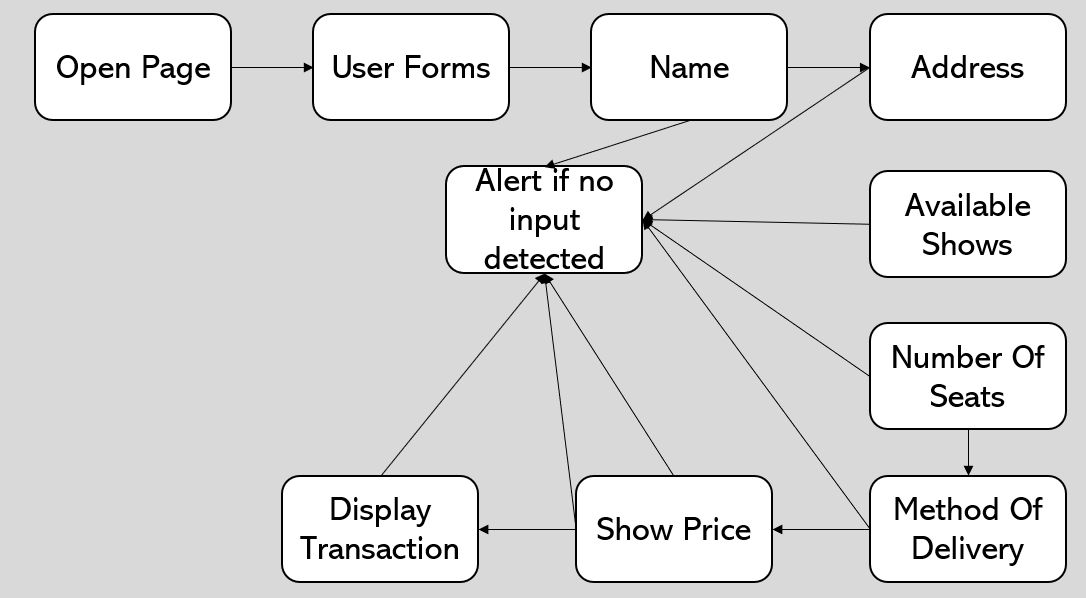 Open Page
User Forms
Name
Address
Alert if no
input
detected
Available
Shows
Number Of
Seats
Display
Transaction
Show Price
Method Of
Delivery